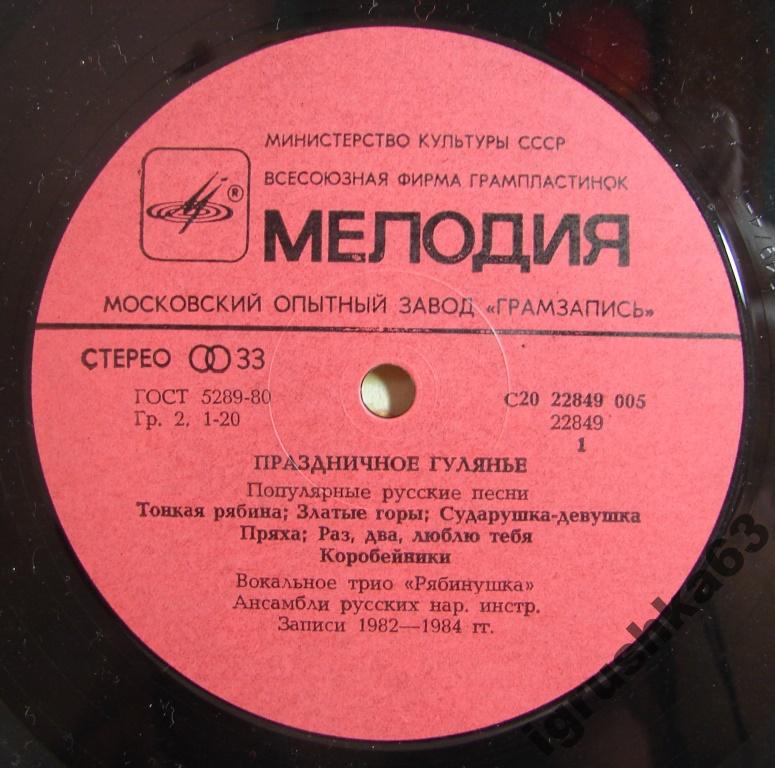 МИНИСТЕРСТВО КУЛЬТУРЫ СССР
ВСЕСОЮЗНАЯ ФИРМА ГРАМПЛАСТИНОК
®
МЕЛОДИЯ
МОСКОВСКИЙ ОПЫТНЫЙ ЗАВОД «ГРАМЗАПИСЬ»
СТЕРЕО 33
ГОСТ 5289-80
Гр. 2, 1-20
С20 22849 005
22849
1
ПРАЗДНИЧНОЕ ГУЛЯНЬЕ
Популярные русские песни
Тонкая рябина; Златые горы; Сударушка-девушка
Пряха; Раз, два, люблю тебя
Коробейники
Вокальное трио «Рябинушка»
Ансамбли русских нар. инстр.
Записи 1982—1984 гг.
igrushka63